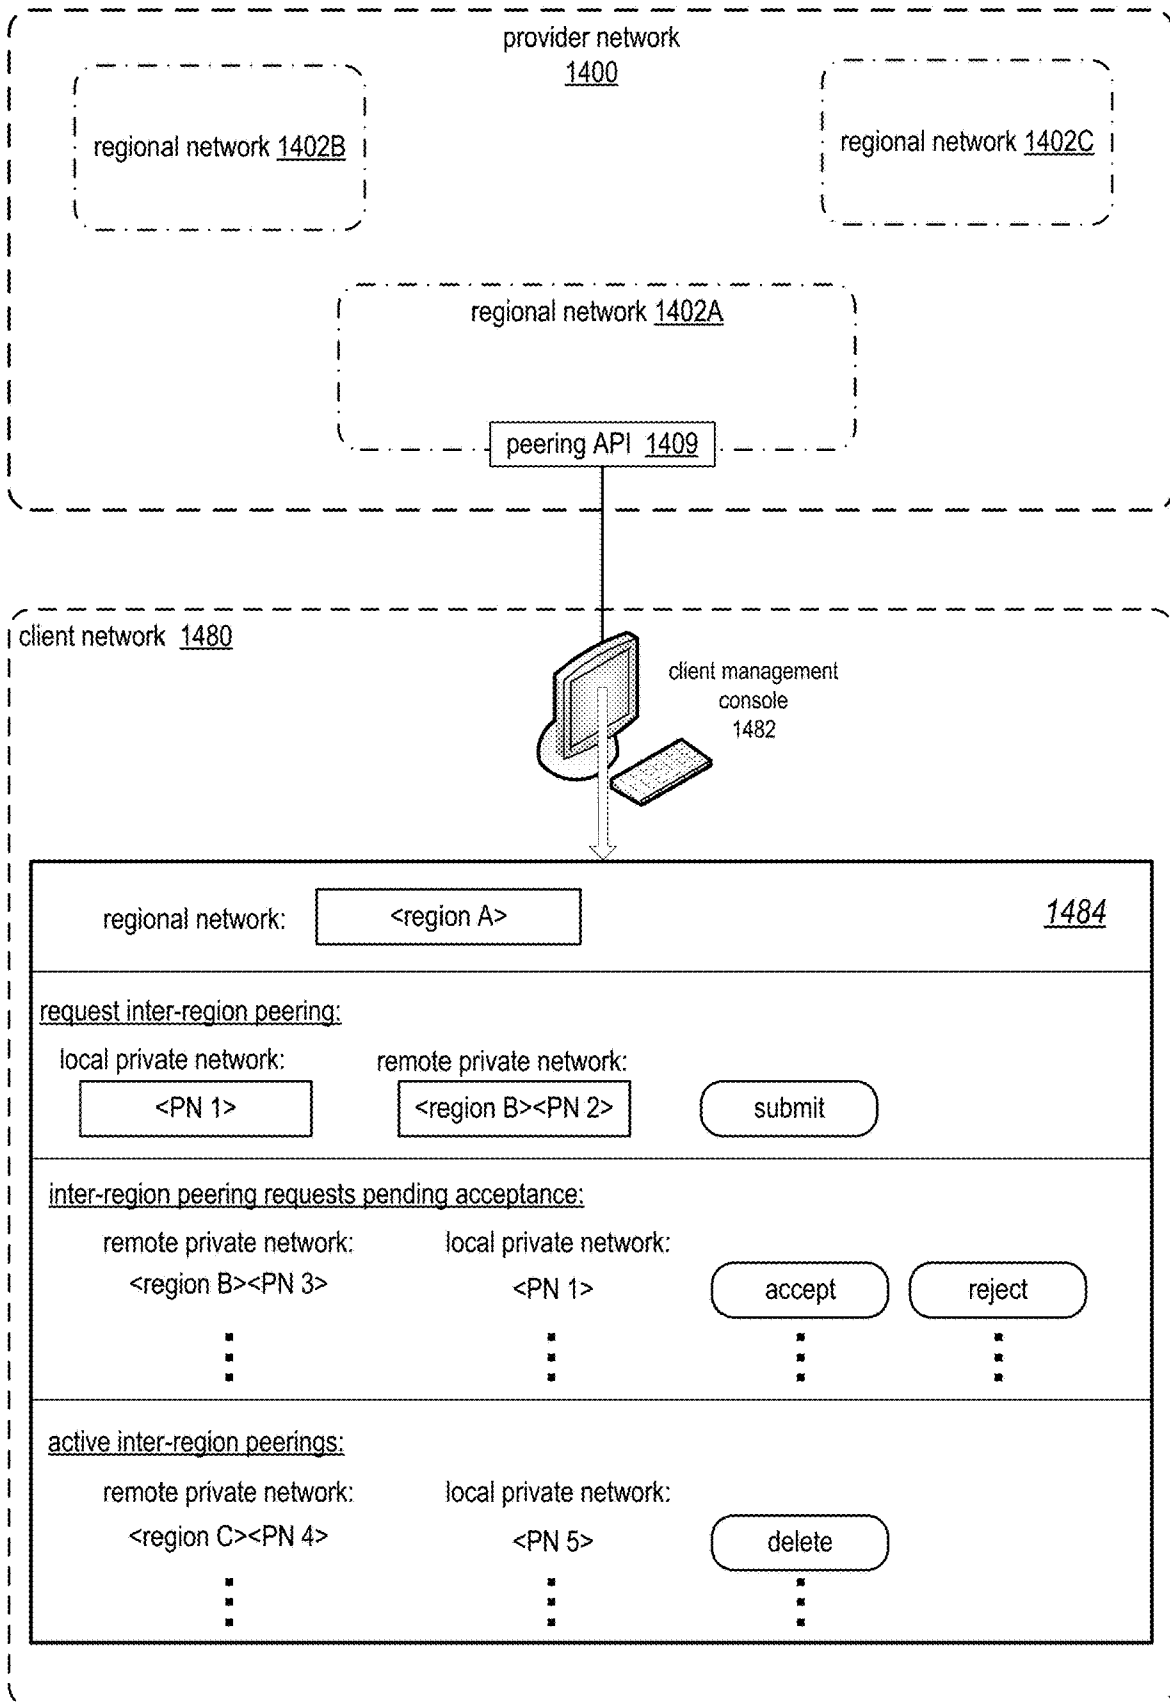 provider network
1400
regional network 1402B
regional network 1402C
regional network 1402A
peering API 1409
client network 1480
client management
console
1482
regional network: <region A>
1484
request inter-region peering:
local private network: remote private network:
<PN 1> <region B><PN 2> submit
inter-region peering requests pending acceptance:
remote private network: local private network:
<region B><PN 3> <PN 1> accept reject
active inter-region peerings:
remote private network: local private network:
<region C><PN 4> <PN 5> delete